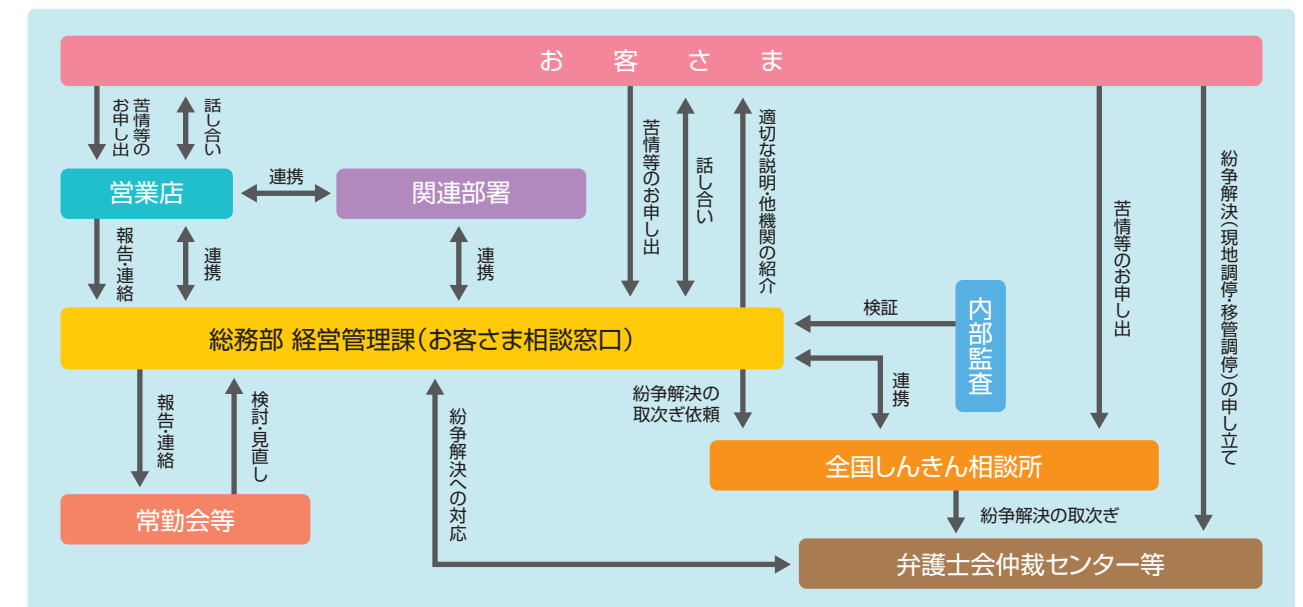 お客さま
苦情等の
お申し出
話し合い
苦情等のお申し出
話し合い
適切な説明・他機関の紹介
苦情等のお申し出
紛争解決（現地調停・移管調停）の申し立て
営業店
連携
関連部署
報告・連絡
連携
連携
総務部 経営管理課（お客さま相談窓口）
検証
内部監査
報告・連絡
検討・見直し
紛争解決への対応
紛争解決の
取次ぎ依頼
連携
全国しんきん相談所
常勤会等
紛争解決の取次ぎ
弁護士会仲裁センター等